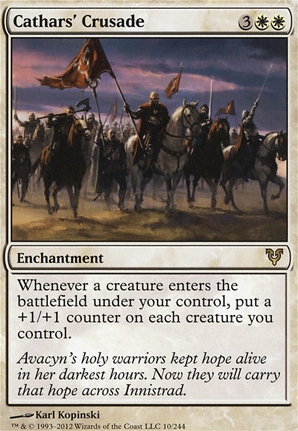 Cathars' Crusade 3
Enchantment
Whenever a creature enters the
battlefield under your control, put a
+1/+1 counter on each creature you
control.
Avacyn's holy warriors kept hope alive
in her darkest hours. Now they will carry
that hope across Innistrad.
Karl Kopinski
™ & © 1993–2012 Wizards of the Coast LLC 10/244